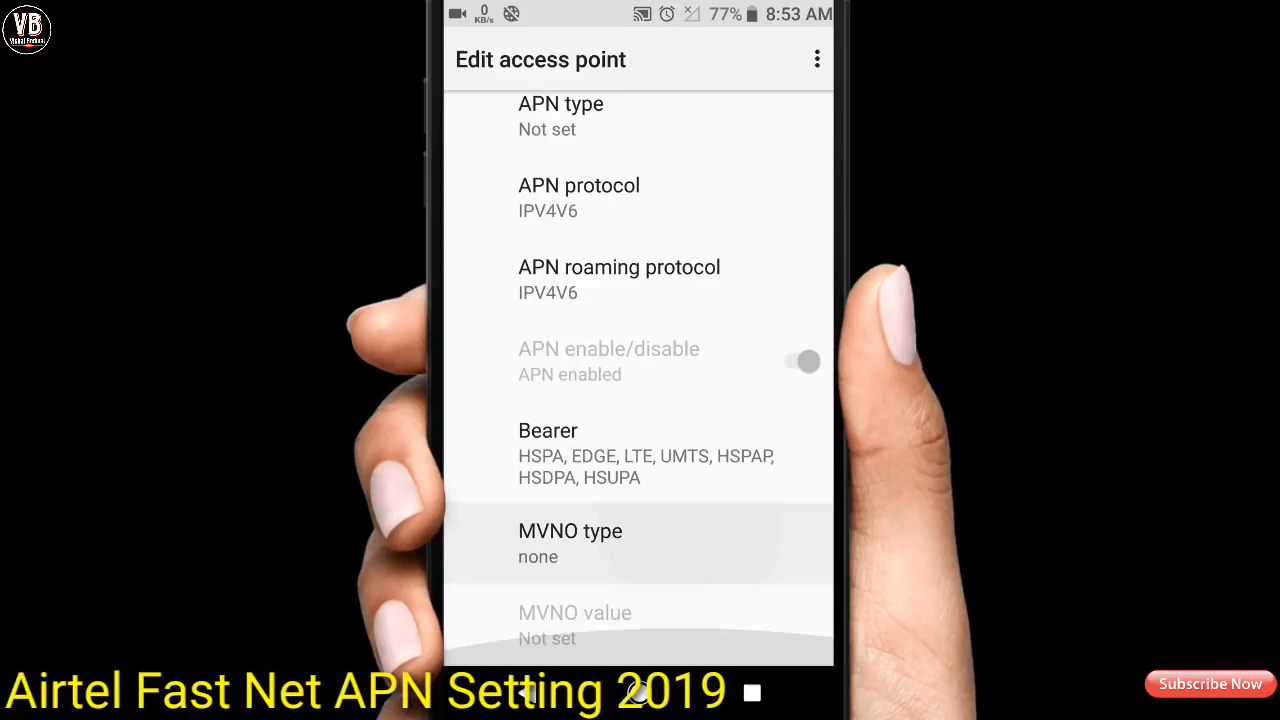 VB
0
KB/s
77%
8:53 AM
Edit access point
APN type
Not set
APN protocol
IPV4V6
APN roaming protocol
IPV4V6
APN enable/disable
APN enabled
Bearer
HSPA, EDGE, LTE, UMTS, HSPAP,
HSDPA, HSUPA
MVNO type
none
MVNO value
Not set
Airtel Fast Net APN Setting 2019
Subscribe Now